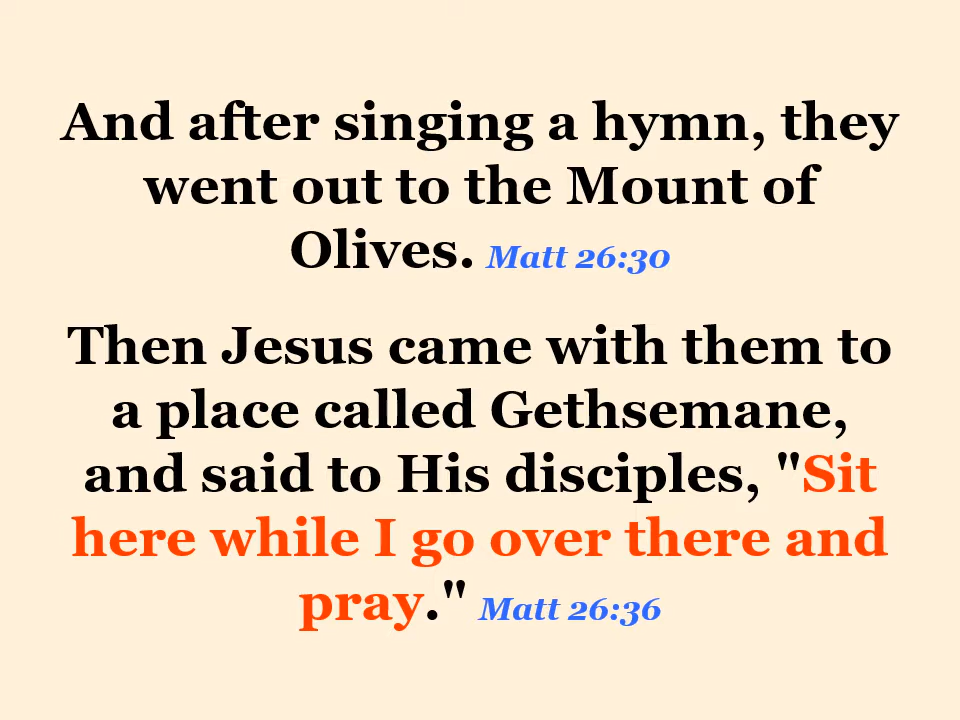 And after singing a hymn, they
went out to the Mount of
Olives. Matt 26:30
Then Jesus came with them to
a place called Gethsemane,
and said to His disciples, "Sit
here while I go over there and
pray." Matt 26:36